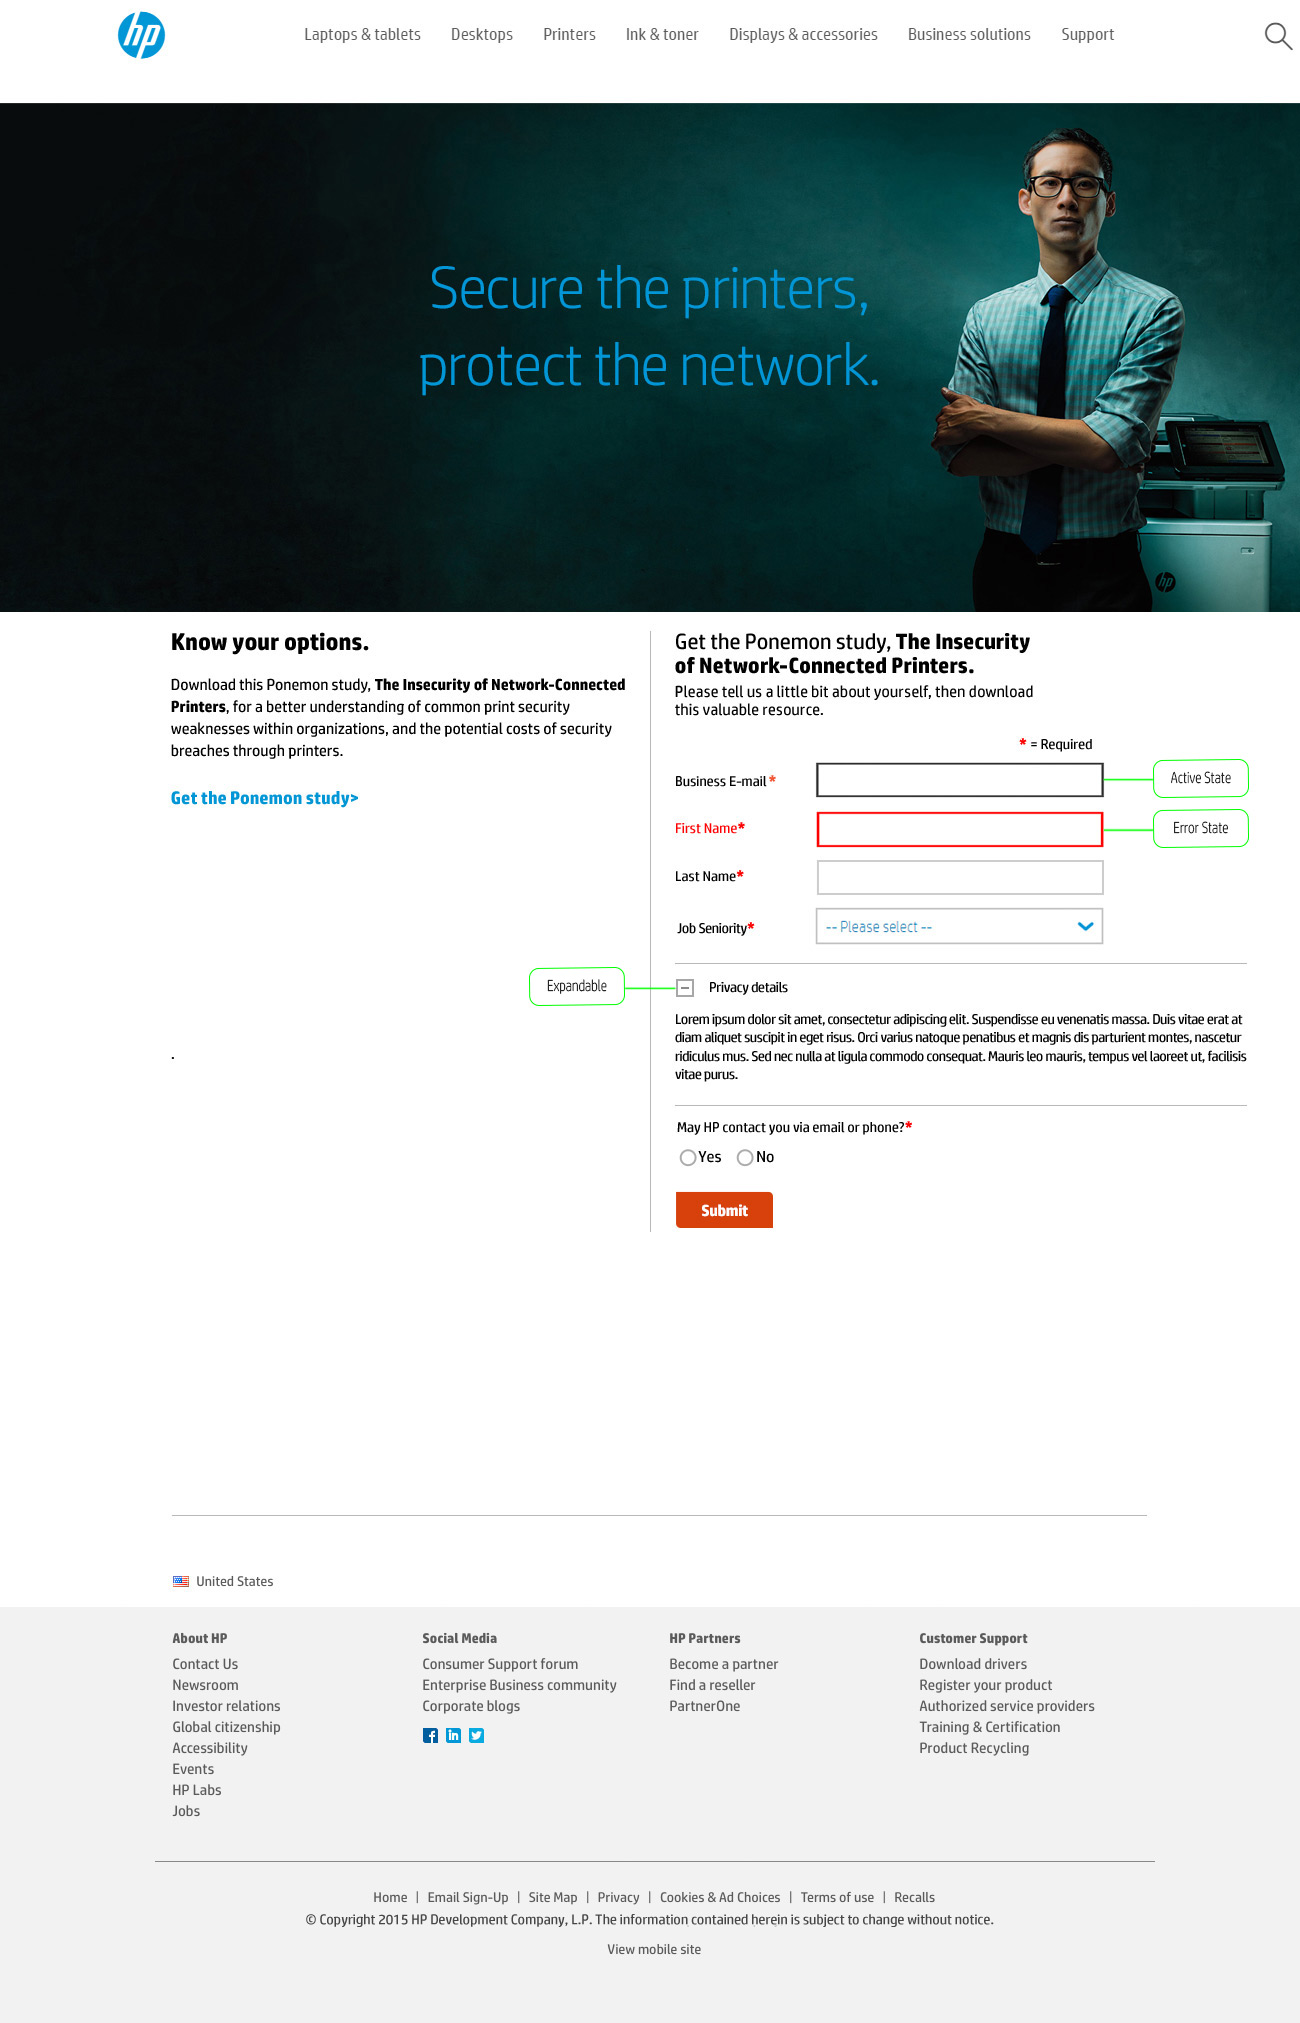 hp
Laptops & tablets
Desktops
Printers
Ink & toner
Displays & accessories
Business solutions
Support
Secure the printers,
protect the network.
hp
Know your options.
Download this Ponemon study, The Insecurity of Network-Connected
Printers, for a better understanding of common print security
weaknesses within organizations, and the potential costs of security
breaches through printers.
Get the Ponemon study>
.
Get the Ponemon study, The Insecurity
of Network-Connected Printers.
Please tell us a little bit about yourself, then download
this valuable resource.
* = Required
Business E-mail *
Active State
First Name*
Error State
Last Name*
Job Seniority*
-- Please select --
Expandable
Privacy details
Lorem ipsum dolor sit amet, consectetur adipiscing elit. Suspendisse eu venenatis massa. Duis vitae erat at
diam aliquet suscipit in eget risus. Orci varius natoque penatibus et magnis dis parturient montes, nascetur
ridiculus mus. Sed nec nulla at ligula commodo consequat. Mauris leo mauris, tempus vel laoreet ut, facilisis
vitae purus.
May HP contact you via email or phone?*
Yes
No
Submit
United States
About HP
Contact Us
Newsroom
Investor relations
Global citizenship
Accessibility
Events
HP Labs
Jobs
Social Media
Consumer Support forum
Enterprise Business community
Corporate blogs
f
in
HP Partners
Become a partner
Find a reseller
PartnerOne
Customer Support
Download drivers
Register your product
Authorized service providers
Training & Certification
Product Recycling
Home | Email Sign-Up | Site Map | Privacy | Cookies & Ad Choices | Terms of use | Recalls
© Copyright 2015 HP Development Company, L.P. The information contained herein is subject to change without notice.
View mobile site